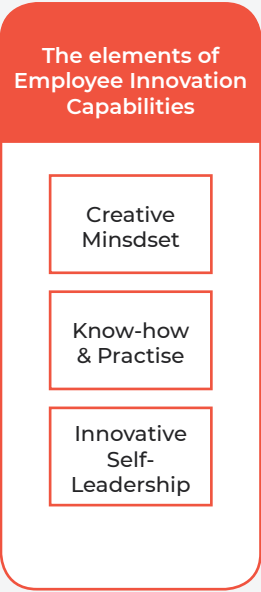 The elements of
Employee Innovation
Capabilities
Creative
Minsdset
Know-how
& Practise
Innovative
Self-
Leadership